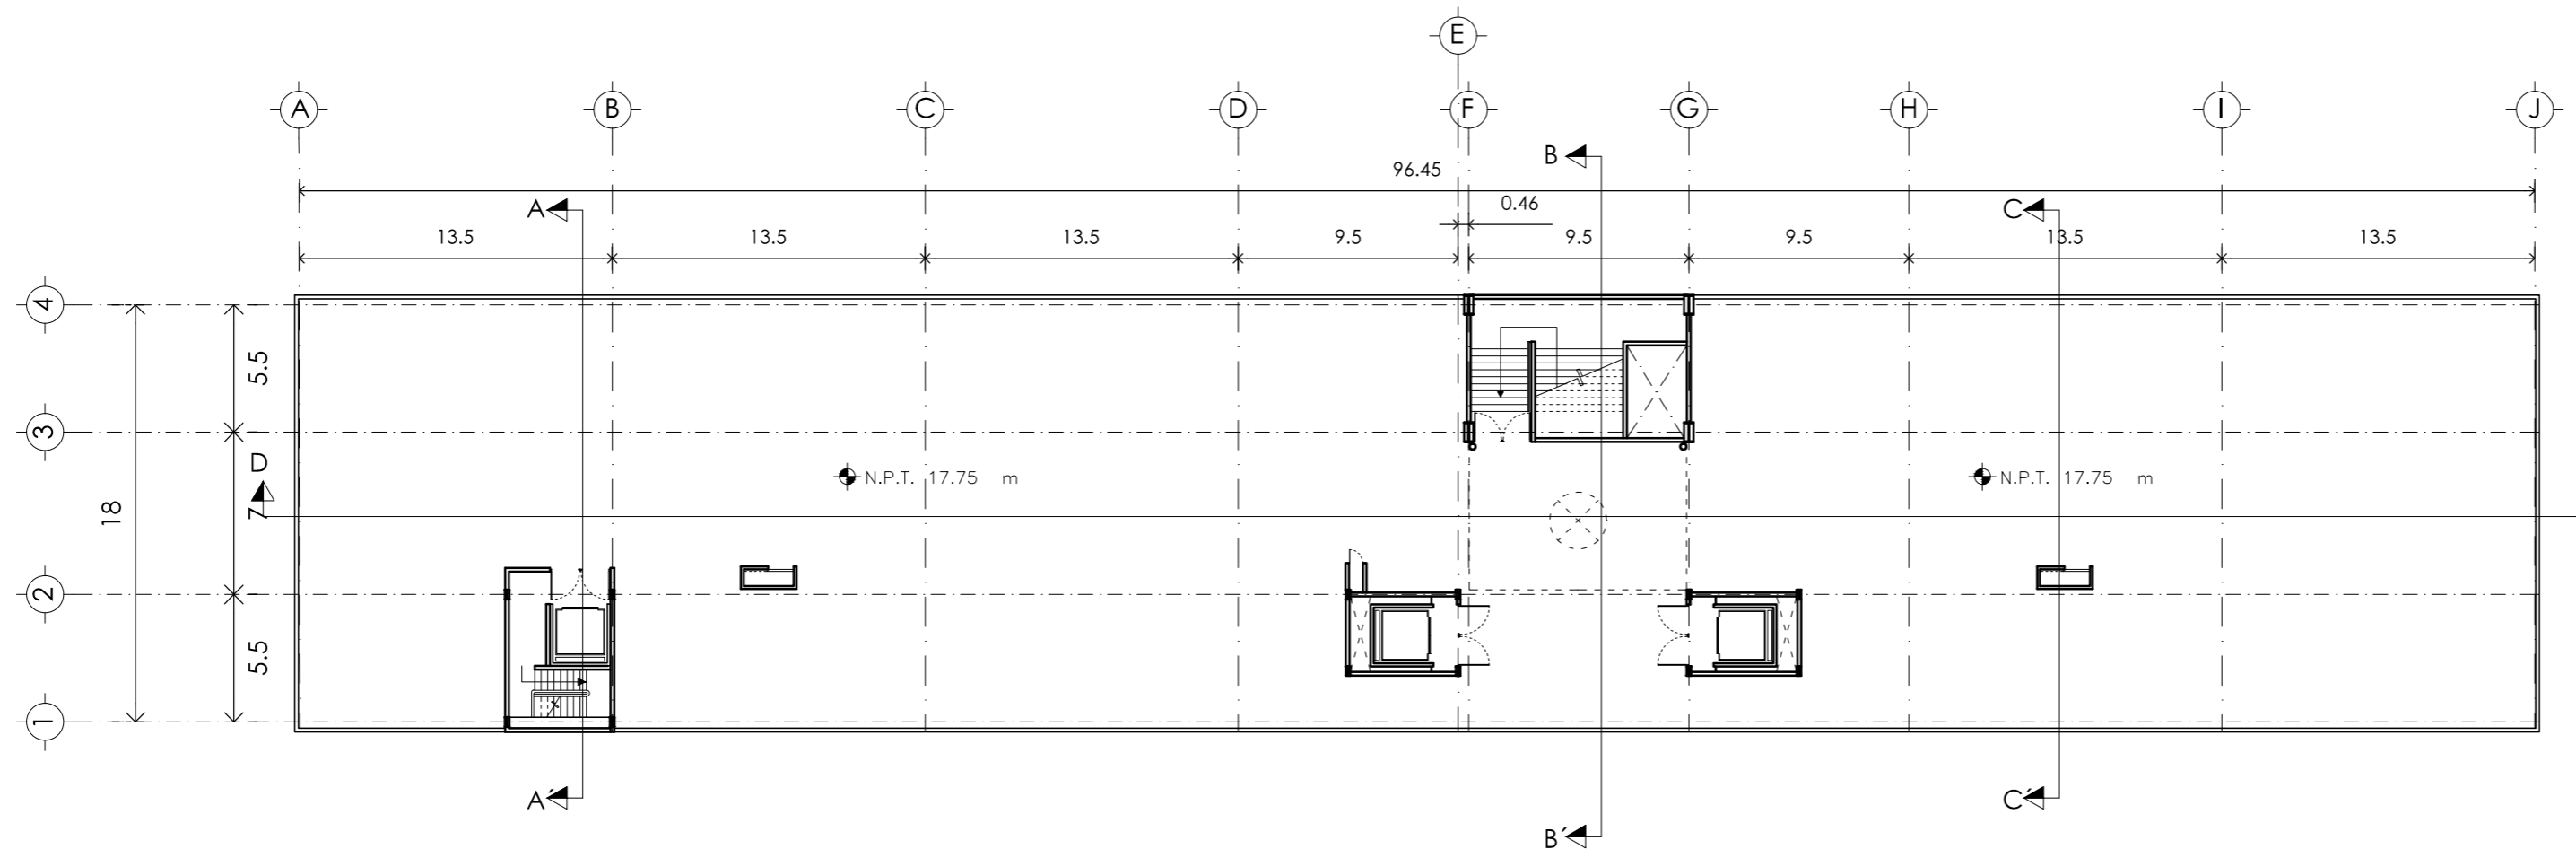 E
A B C D F G H I J
B
96.45
A C
0.46
13.5 13.5 13.5 9.5 9.5 9.5 13.5 13.5
4
5.5
3
D
N.P.T. 17.75 m N.P.T. 17.75 m
18 7
2
5.5
1
A´ C´
B´